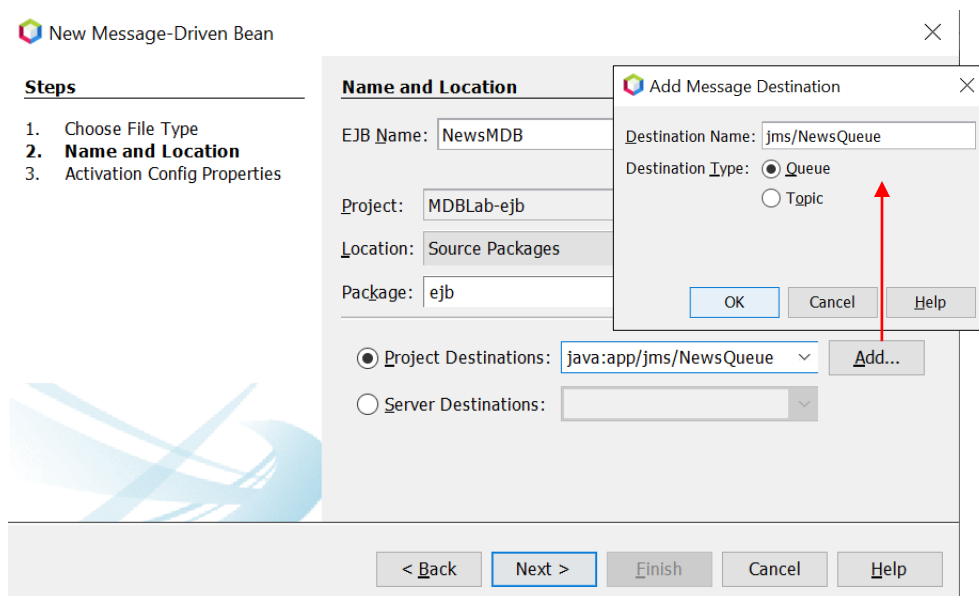 New Message-Driven Bean
Steps
1. Choose File Type
2. Name and Location
3. Activation Config Properties
Name and Location
EJB Name: NewsMDB
Project: MDBLab-ejb
Location: Source Packages
Package: ejb
Project Destinations: java:app/jms/NewsQueue Add...
Server Destinations:
Add Message Destination
Destination Name: jms/NewsQueue
Destination Type: Queue
Topic
OK Cancel Help
< Back Next > Finish Cancel Help